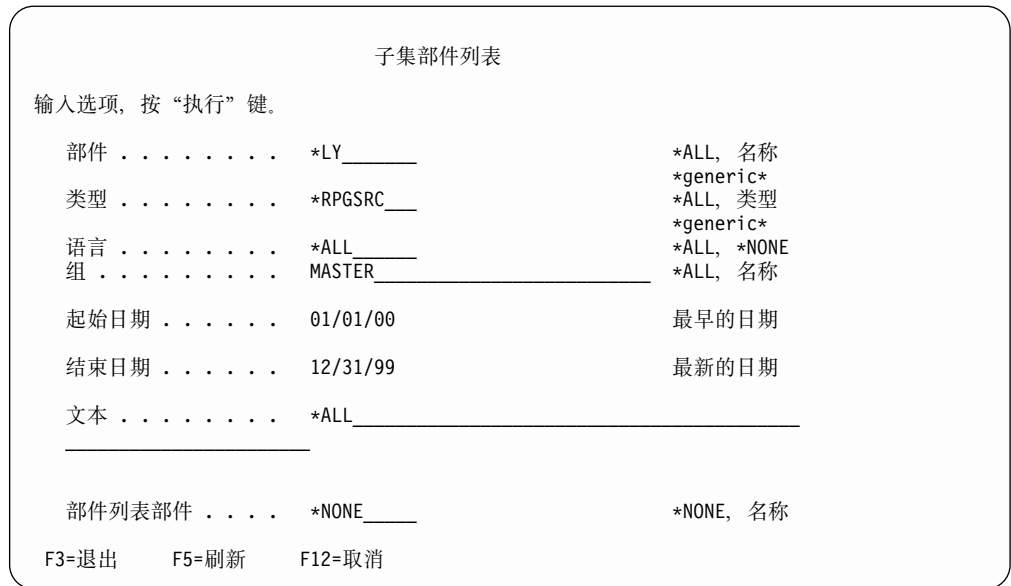 子集部件列表
输入选项，按“执行”键。
部件 . . . . . . . . *LY_______ *ALL, 名称
*generic*
类型 . . . . . . . . *RPGSRC___ *ALL, 类型
*generic*
语言 . . . . . . . . *ALL______ *ALL, *NONE
组 . . . . . . . . . MASTER__________________________ *ALL, 名称
起始日期 . . . . . . 01/01/00 最早的日期
结束日期 . . . . . . 12/31/99 最新的日期
文本 . . . . . . . . *ALL__________________________________________
_______________________
部件列表部件 . . . . *NONE_____ *NONE, 名称
F3=退出 F5=刷新 F12=取消